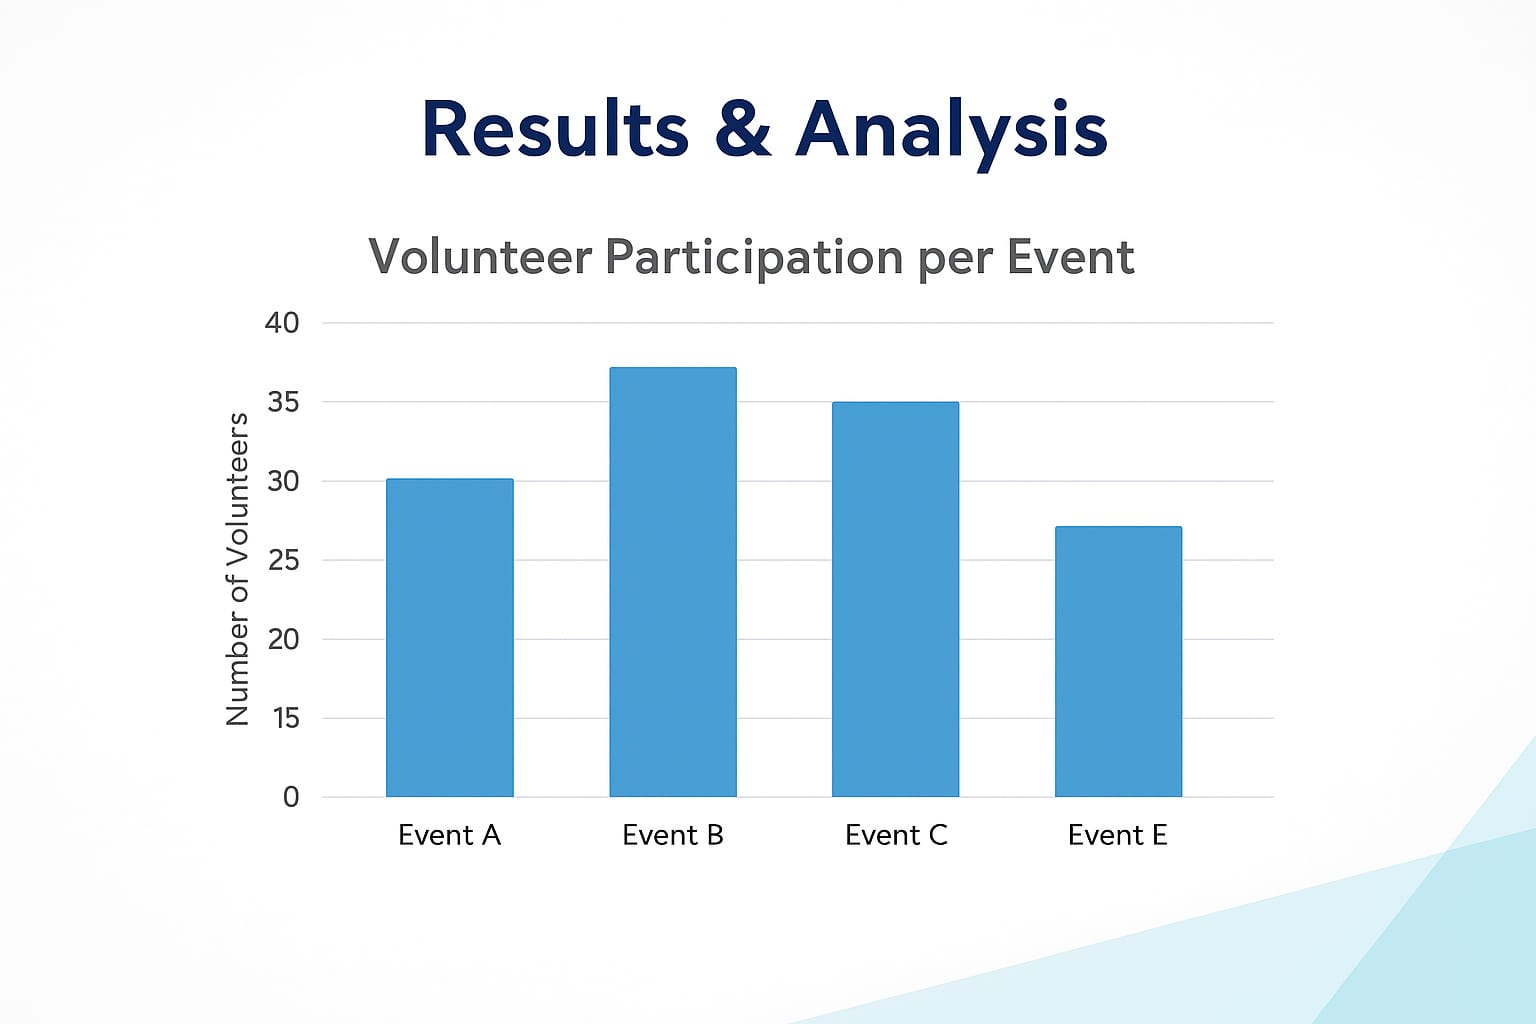 Results & Analysis
Volunteer Participation per Event
Number of Volunteers
40
35
30
25
20
15
0
Event A
Event B
Event C
Event E